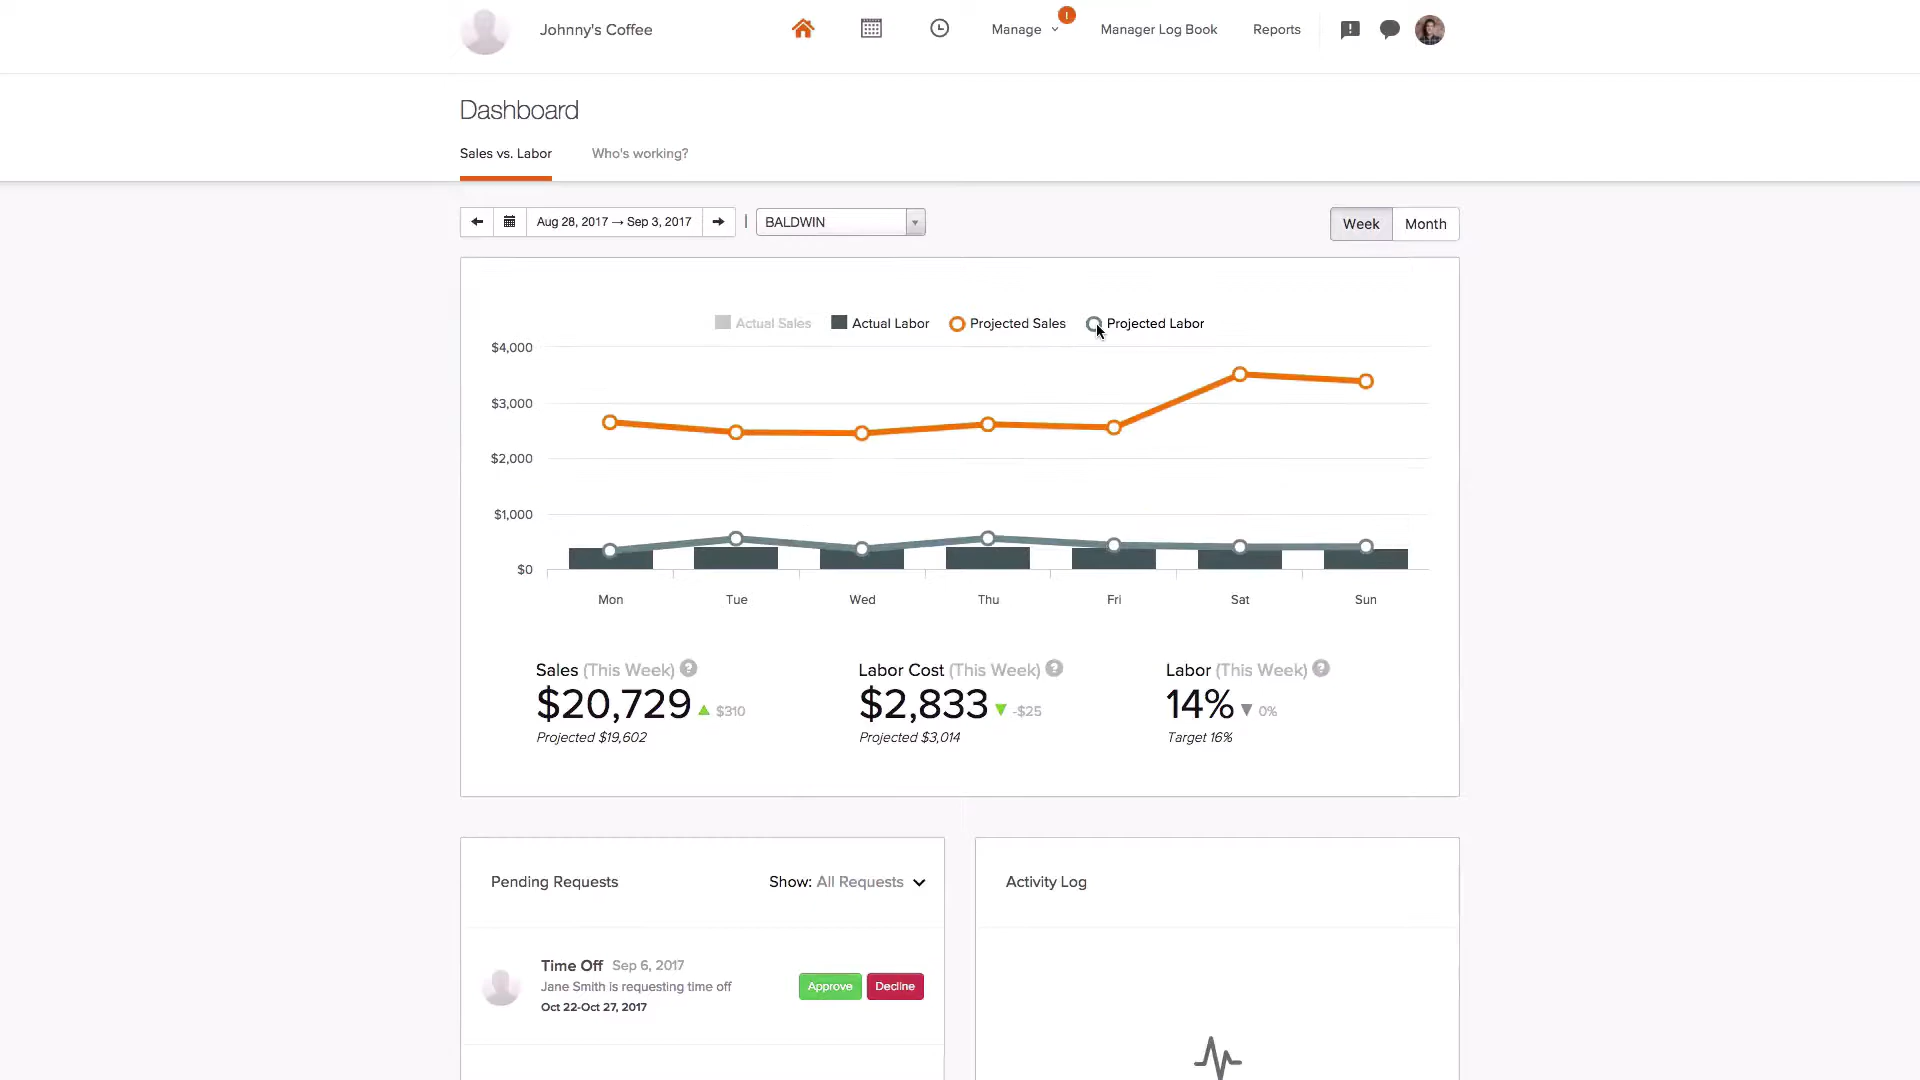 Johnny's Coffee
Manage
Manager Log Book
Reports
Dashboard
Sales vs. Labor
Who's working?
Aug 28, 2017 → Sep 3, 2017
|
BALDWIN
Week
Month
Actual Sales
Actual Labor
Projected Sales
Projected Labor
$4,000
$3,000
$2,000
$1,000
$0
Mon
Tue
Wed
Thu
Fri
Sat
Sun
Sales (This Week) ?
$20,729 ▲ $310
Projected $19,602
Labor Cost (This Week) ?
$2,833 ▼ -$25
Projected $3,014
Labor (This Week) ?
14% ▼ 0%
Target 16%
Pending Requests
Show: All Requests
Time Off Sep 6, 2017
Jane Smith is requesting time off
Oct 22-Oct 27, 2017
Approve
Decline
Activity Log